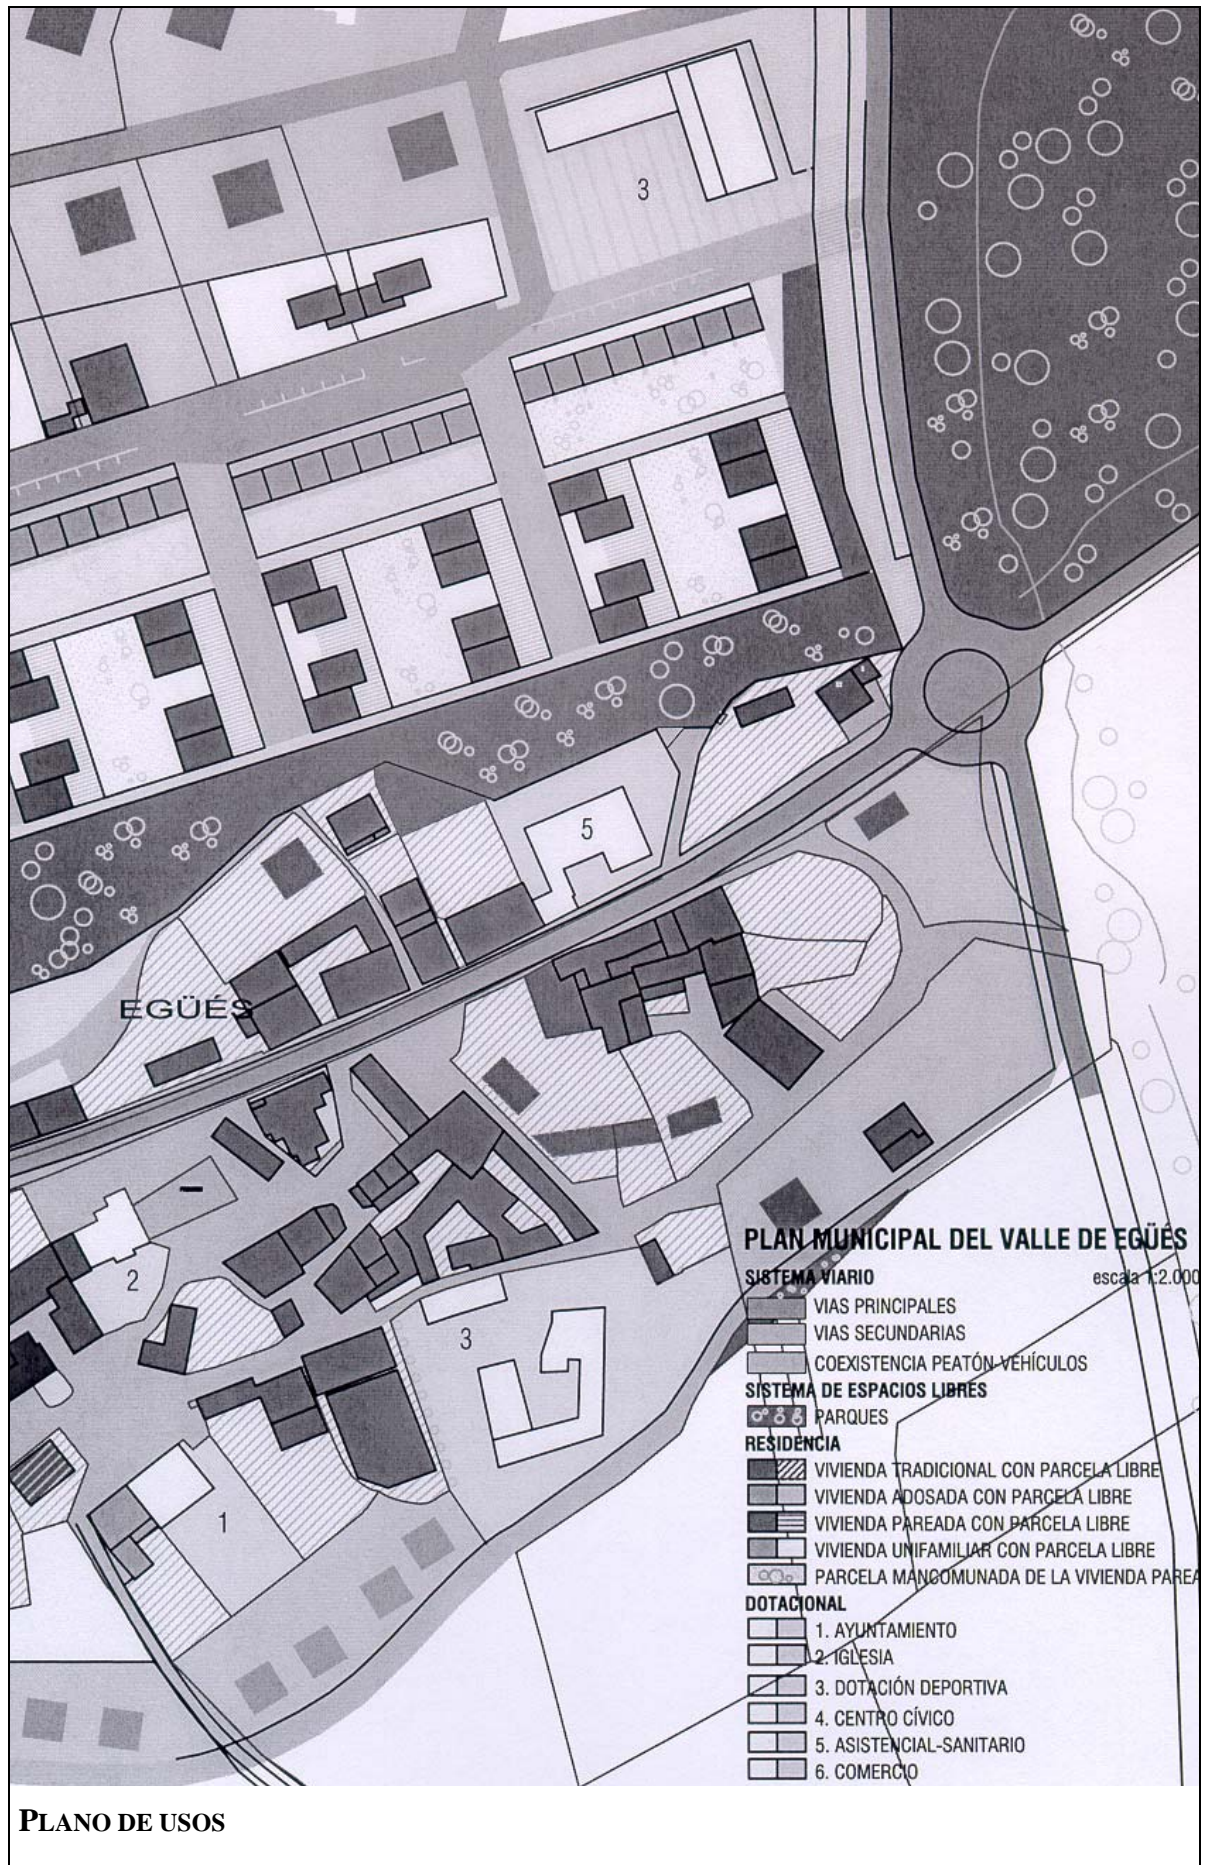 3
5
EGÜÉS
2
3
1
PLAN MUNICIPAL DEL VALLE DE EGÜÉS
SISTEMA VIARIO escala 1:2.000
VIAS PRINCIPALES
VIAS SECUNDARIAS
COEXISTENCIA PEATÓN-VEHÍCULOS
SISTEMA DE ESPACIOS LIBRES
PARQUES
RESIDENCIA
VIVIENDA TRADICIONAL CON PARCELA LIBRE
VIVIENDA ADOSADA CON PARCELA LIBRE
VIVIENDA PAREADA CON PARCELA LIBRE
VIVIENDA UNIFAMILIAR CON PARCELA LIBRE
PARCELA MANCOMUNADA DE LA VIVIENDA PAREA
DOTACIONAL
1. AYUNTAMIENTO
2. IGLESIA
3. DOTACIÓN DEPORTIVA
4. CENTRO CÍVICO
5. ASISTENCIAL-SANITARIO
6. COMERCIO
PLANO DE USOS